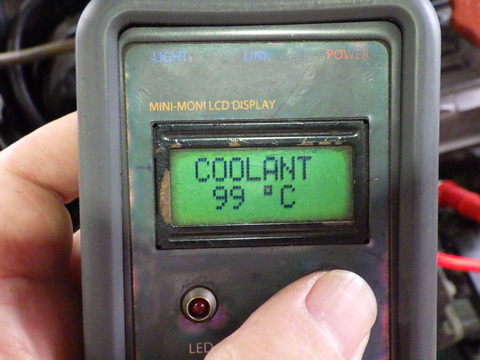 LIGHT LINK POWER
MINI-MONI LCD DISPLAY
COOLANT
99 °C
LED